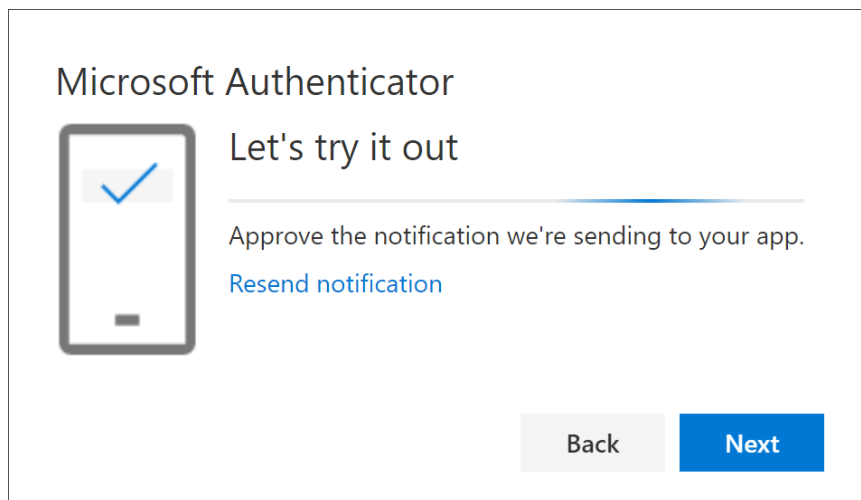 Microsoft Authenticator
Let's try it out
Approve the notification we're sending to your app.
Resend notification
Back
Next